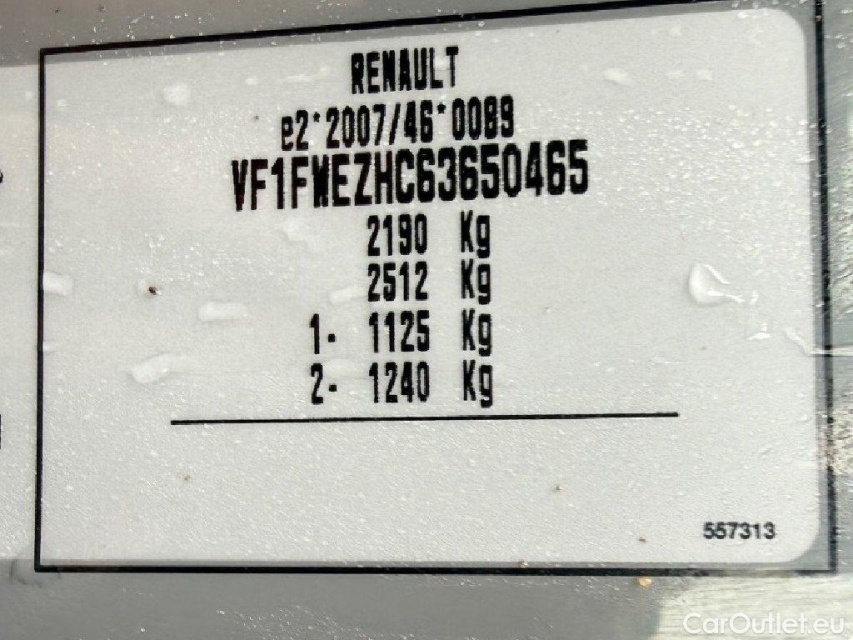 RENAULT
e2*2007/46*0089
VF1FWEZHC63650465
2190 Kg
2512 Kg
1- 1125 Kg
2- 1240 Kg
557313
CarOutlet.eu